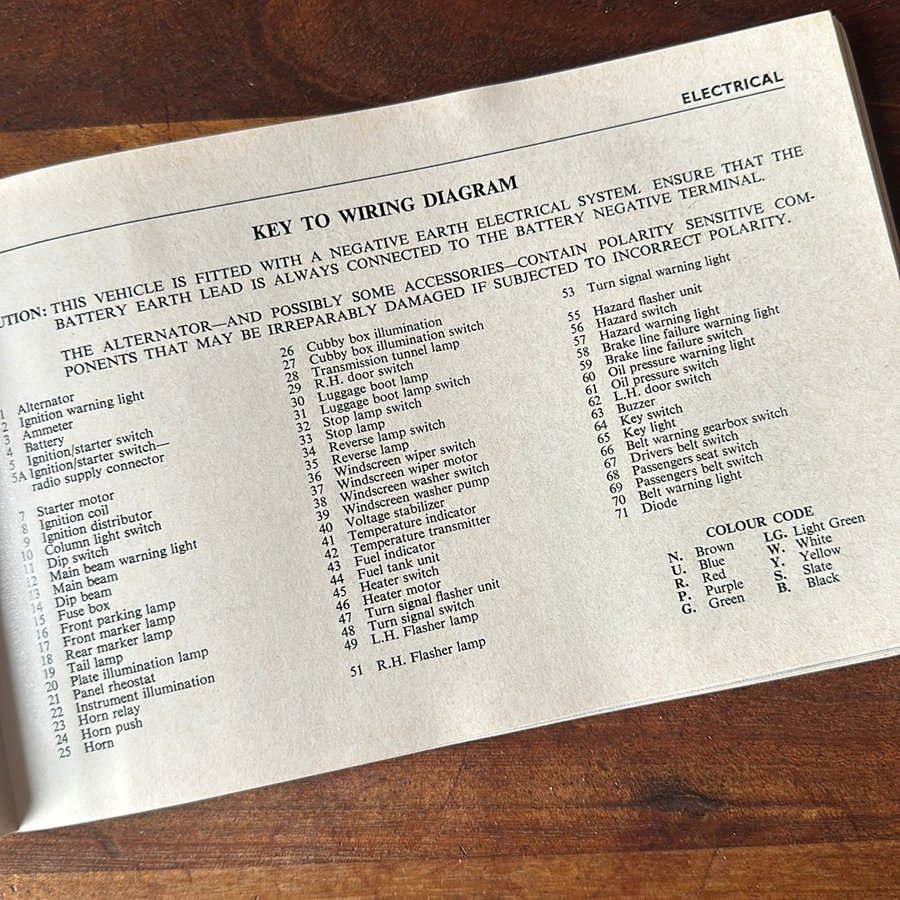 ELECTRICAL
KEY TO WIRING DIAGRAM
UTION: THIS VEHICLE IS FITTED WITH A NEGATIVE EARTH ELECTRICAL SYSTEM. ENSURE THAT THE
BATTERY EARTH LEAD IS ALWAYS CONNECTED TO THE BATTERY NEGATIVE TERMINAL.
THE ALTERNATOR—AND POSSIBLY SOME ACCESSORIES—CONTAIN POLARITY SENSITIVE COM-
PONENTS THAT MAY BE IRREPARABLY DAMAGED IF SUBJECTED TO INCORRECT POLARITY.
1 Alternator
2 Ignition warning light
3 Ammeter
4 Battery
5 Ignition/starter switch
5A Ignition/starter switch—
radio supply connector
7 Starter motor
8 Ignition coil
9 Ignition distributor
10 Column light switch
11 Dip switch
12 Main beam warning light
13 Main beam
14 Dip beam
15 Fuse box
16 Front parking lamp
17 Front marker lamp
18 Rear marker lamp
19 Tail lamp
20 Plate illumination lamp
21 Panel rheostat
22 Instrument illumination
23 Horn relay
24 Horn push
25 Horn
26 Cubby box illumination
27 Cubby box illumination switch
28 Transmission tunnel lamp
29 R.H. door switch
30 Luggage boot lamp
31 Luggage boot lamp switch
32 Stop lamp switch
33 Stop lamp
34 Reverse lamp switch
35 Reverse lamp
36 Windscreen wiper switch
37 Windscreen wiper motor
38 Windscreen washer switch
39 Windscreen washer pump
40 Voltage stabilizer
41 Temperature indicator
42 Temperature transmitter
43 Fuel indicator
44 Fuel tank unit
45 Heater switch
46 Heater motor
47 Turn signal flasher unit
48 Turn signal switch
49 L.H. Flasher lamp
51 R.H. Flasher lamp
53 Turn signal warning light
55 Hazard flasher unit
56 Hazard switch
57 Hazard warning light
58 Brake line failure warning light
59 Brake line failure switch
60 Oil pressure warning light
61 Oil pressure switch
62 L.H. door switch
63 Buzzer
64 Key switch
65 Key light
66 Belt warning gearbox switch
67 Drivers belt switch
68 Passengers seat switch
69 Passengers belt switch
70 Belt warning light
71 Diode
COLOUR CODE
N. Brown LG. Light Green
U. Blue W. White
R. Red Y. Yellow
P. Purple S. Slate
G. Green B. Black